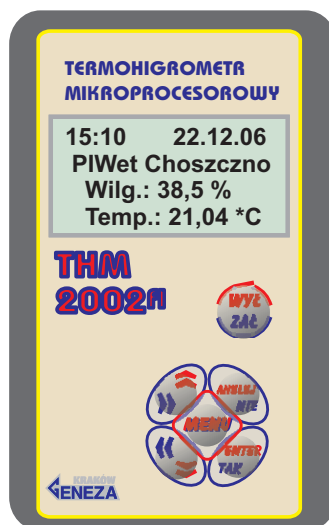 TERMOHIGROMETR
MIKROPROCESOROWY
15:10 22.12.06
PIWet Choszczno
Wilg.: 38,5 %
Temp.: 21,04 *C
THM
2002
WYŁ
ZAŁ
ANULUJ
NIE
MENU
ENTER
TAK
KRAKÓW
GENEZA